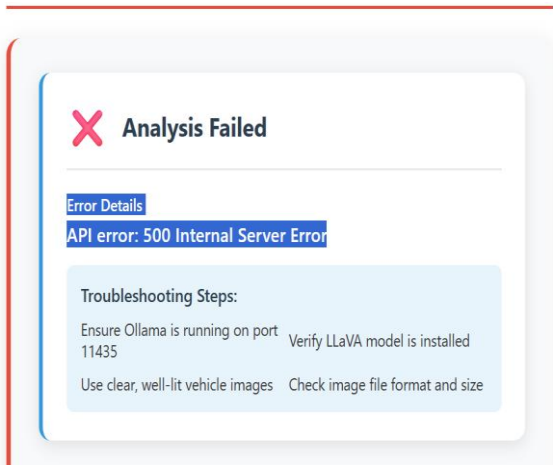 Analysis Failed
Error Details
API error: 500 Internal Server Error
Troubleshooting Steps:
Ensure Ollama is running on port
11435
Verify LLaVA model is installed
Use clear, well-lit vehicle images
Check image file format and size